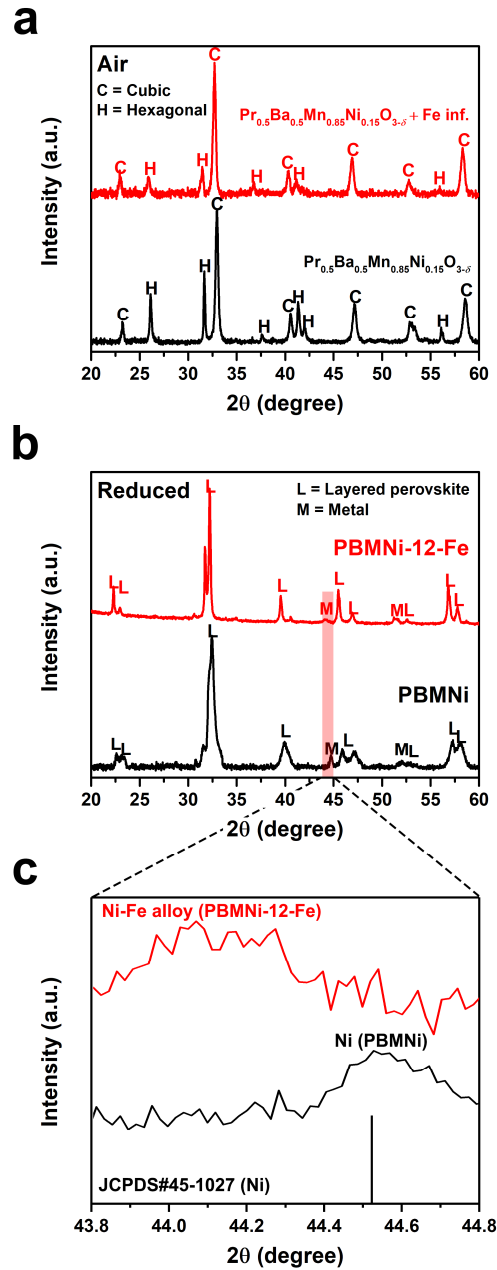 a
Air
C = Cubic
H = Hexagonal
Pr0.5Ba0.5Mn0.85Ni0.15O3-δ + Fe inf.
C H H C H C H C C H C
Pr0.5Ba0.5Mn0.85Ni0.15O3-δ
C H H C H C H H C C H C
Intensity (a.u.)
20 25 30 35 40 45 50 55 60
2θ (degree)
b
Reduced
L = Layered perovskite
M = Metal
PBMNi-12-Fe
L L L L M L L M L L L
PBMNi
L L L L M L M L L L
Intensity (a.u.)
20 25 30 35 40 45 50 55 60
2θ (degree)
c
Ni-Fe alloy (PBMNi-12-Fe)
Ni (PBMNi)
JCPDS#45-1027 (Ni)
Intensity (a.u.)
43.8 44.0 44.2 44.4 44.6 44.8
2θ (degree)